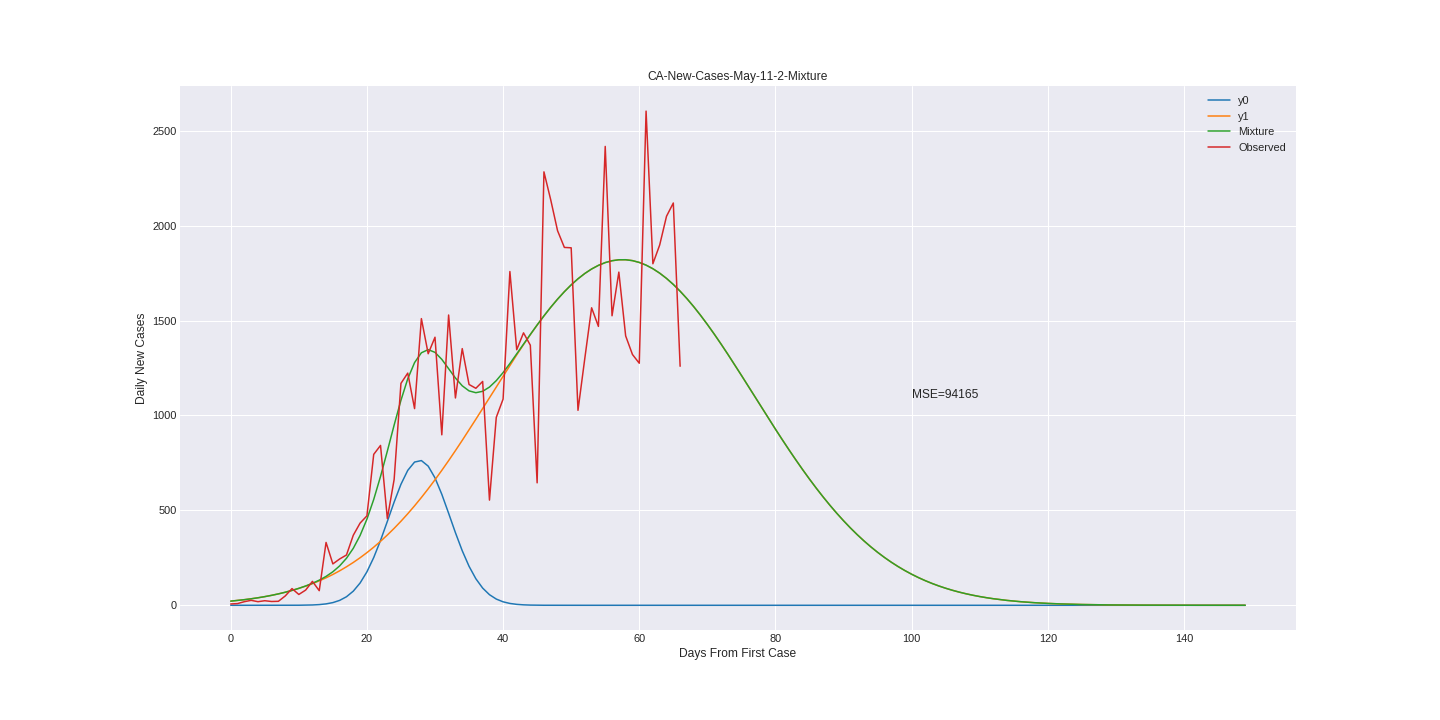 CA-New-Cases-May-11-2-Mixture
y0
y1
Mixture
Observed
2500
2000
1500
1000
500
0
Daily New Cases
MSE=94165
0 20 40 60 80 100 120 140
Days From First Case